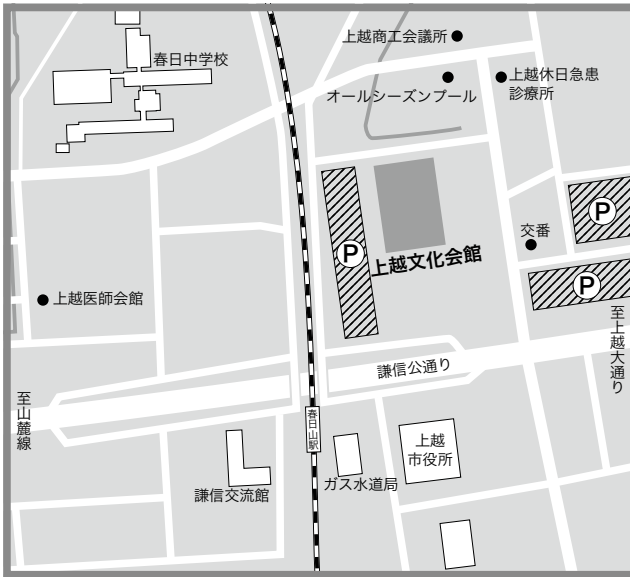 上越商工会議所
春日中学校
上越休日急患
診療所
オールシーズンプール
P
交番
P
上越文化会館
P
上越医師会館
至上越大通り
謙信公通り
至山麓線
春日山駅
上越
市役所
ガス水道局
謙信交流館